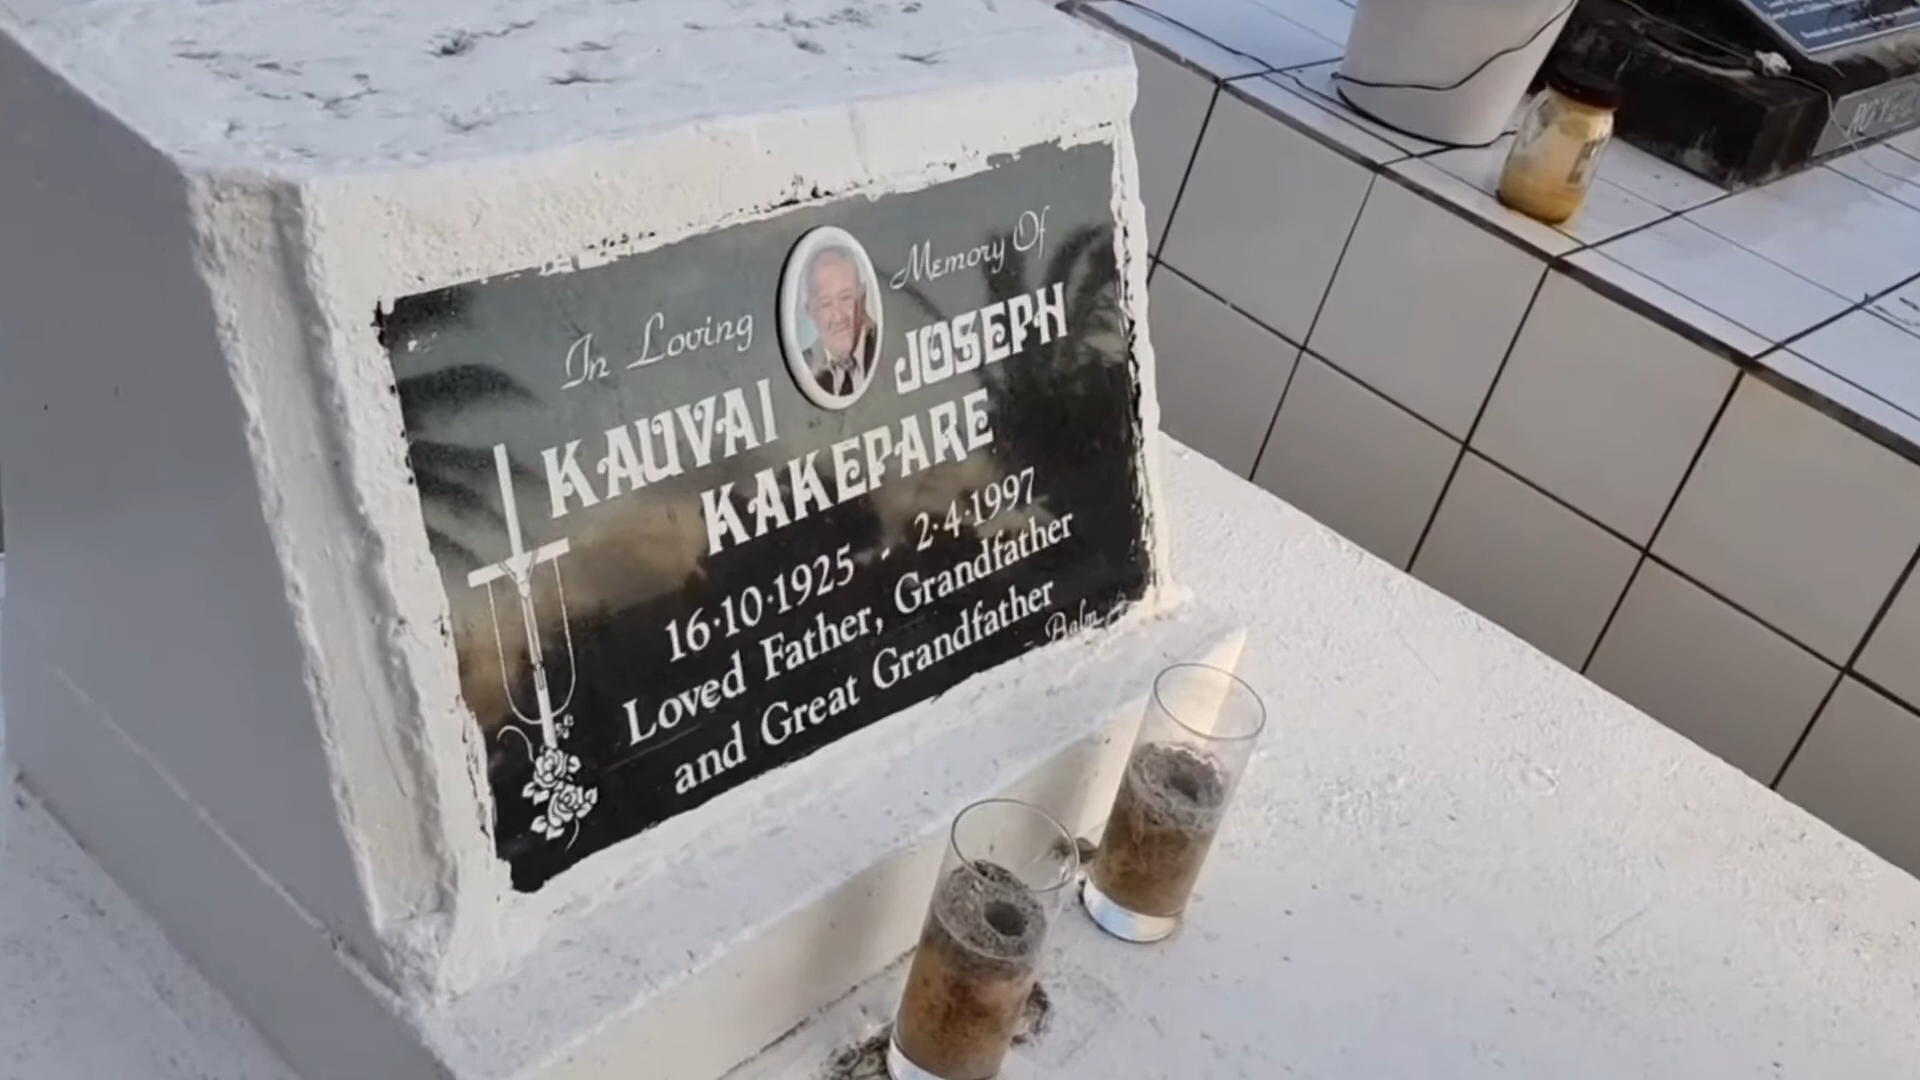 In Loving Memory Of
KAUVAI JOSEPH
KAKEPARE
16·10·1925 - 2·4·1997
Loved Father, Grandfather
and Great Grandfather